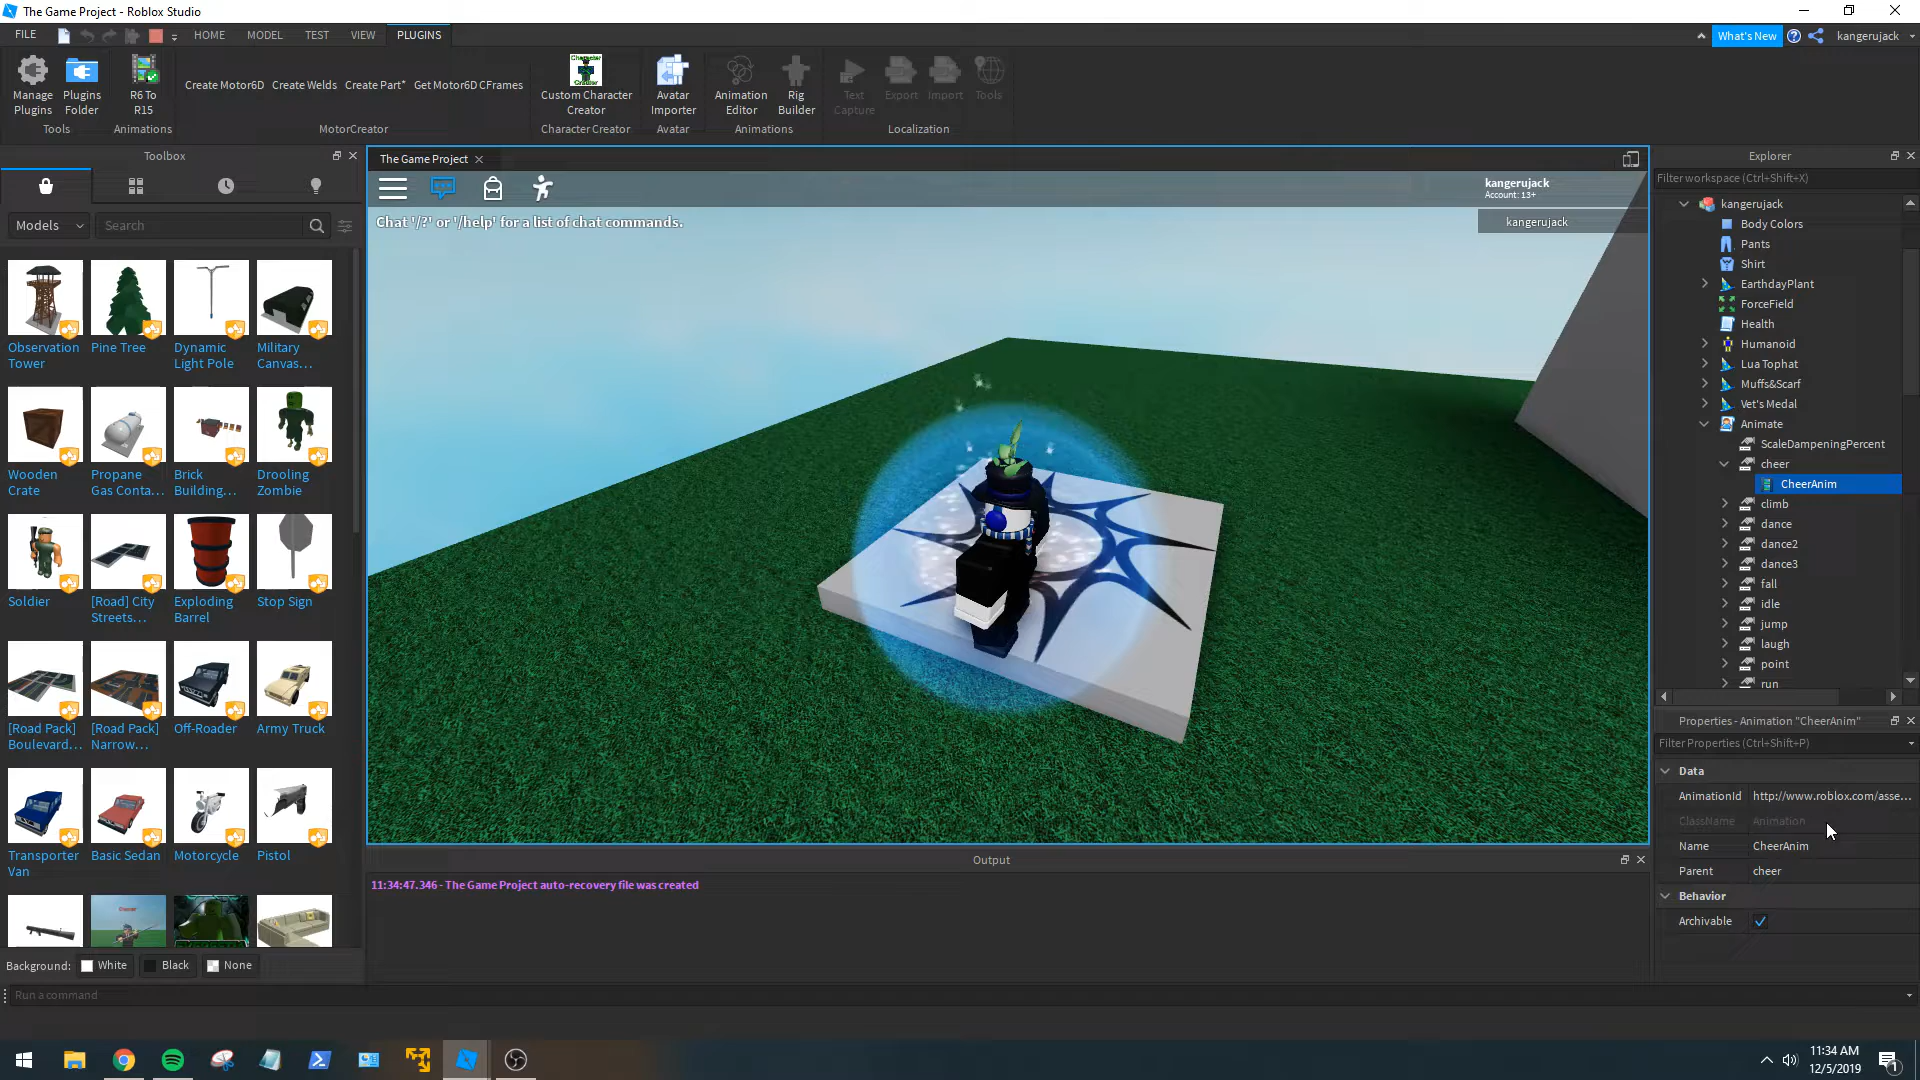 The Game Project - Roblox Studio
FILE
HOME
MODEL
TEST
VIEW
PLUGINS
What's New
kangerujack
Manage Plugins
Plugins Folder
R6 To R15
Create Motor6D
Create Welds
Create Part*
Get Motor6D CFrames
Custom Character Creator
Avatar Importer
Animation Editor
Rig Builder
Text Capture
Export
Import
Tools
Tools
Animations
MotorCreator
Character Creator
Avatar
Animations
Localization
Toolbox
Models
Search
Observation Tower
Pine Tree
Dynamic Light Pole
Military Canvas...
Wooden Crate
Propane Gas Conta...
Brick Building...
Drooling Zombie
Soldier
[Road] City Streets...
Exploding Barrel
Stop Sign
[Road Pack] Boulevard...
[Road Pack] Narrow...
Off-Roader
Army Truck
Transporter Van
Basic Sedan
Motorcycle
Pistol
Background:
White
Black
None
Run a command
The Game Project
Chat '/?' or '/help' for a list of chat commands.
kangerujack
Account: 13+
kangerujack
Output
11:34:47.346 - The Game Project auto-recovery file was created
Explorer
Filter workspace (Ctrl+Shift+X)
kangerujack
Body Colors
Pants
Shirt
EarthdayPlant
ForceField
Health
Humanoid
Lua Tophat
Muffs&Scarf
Vet's Medal
Animate
ScaleDampeningPercent
cheer
CheerAnim
climb
dance
dance2
dance3
fall
idle
jump
laugh
point
run
Properties - Animation "CheerAnim"
Filter Properties (Ctrl+Shift+P)
Data
AnimationId http://www.roblox.com/asse...
ClassName Animation
Name CheerAnim
Parent cheer
Behavior
Archivable
11:34 AM
12/5/2019
1